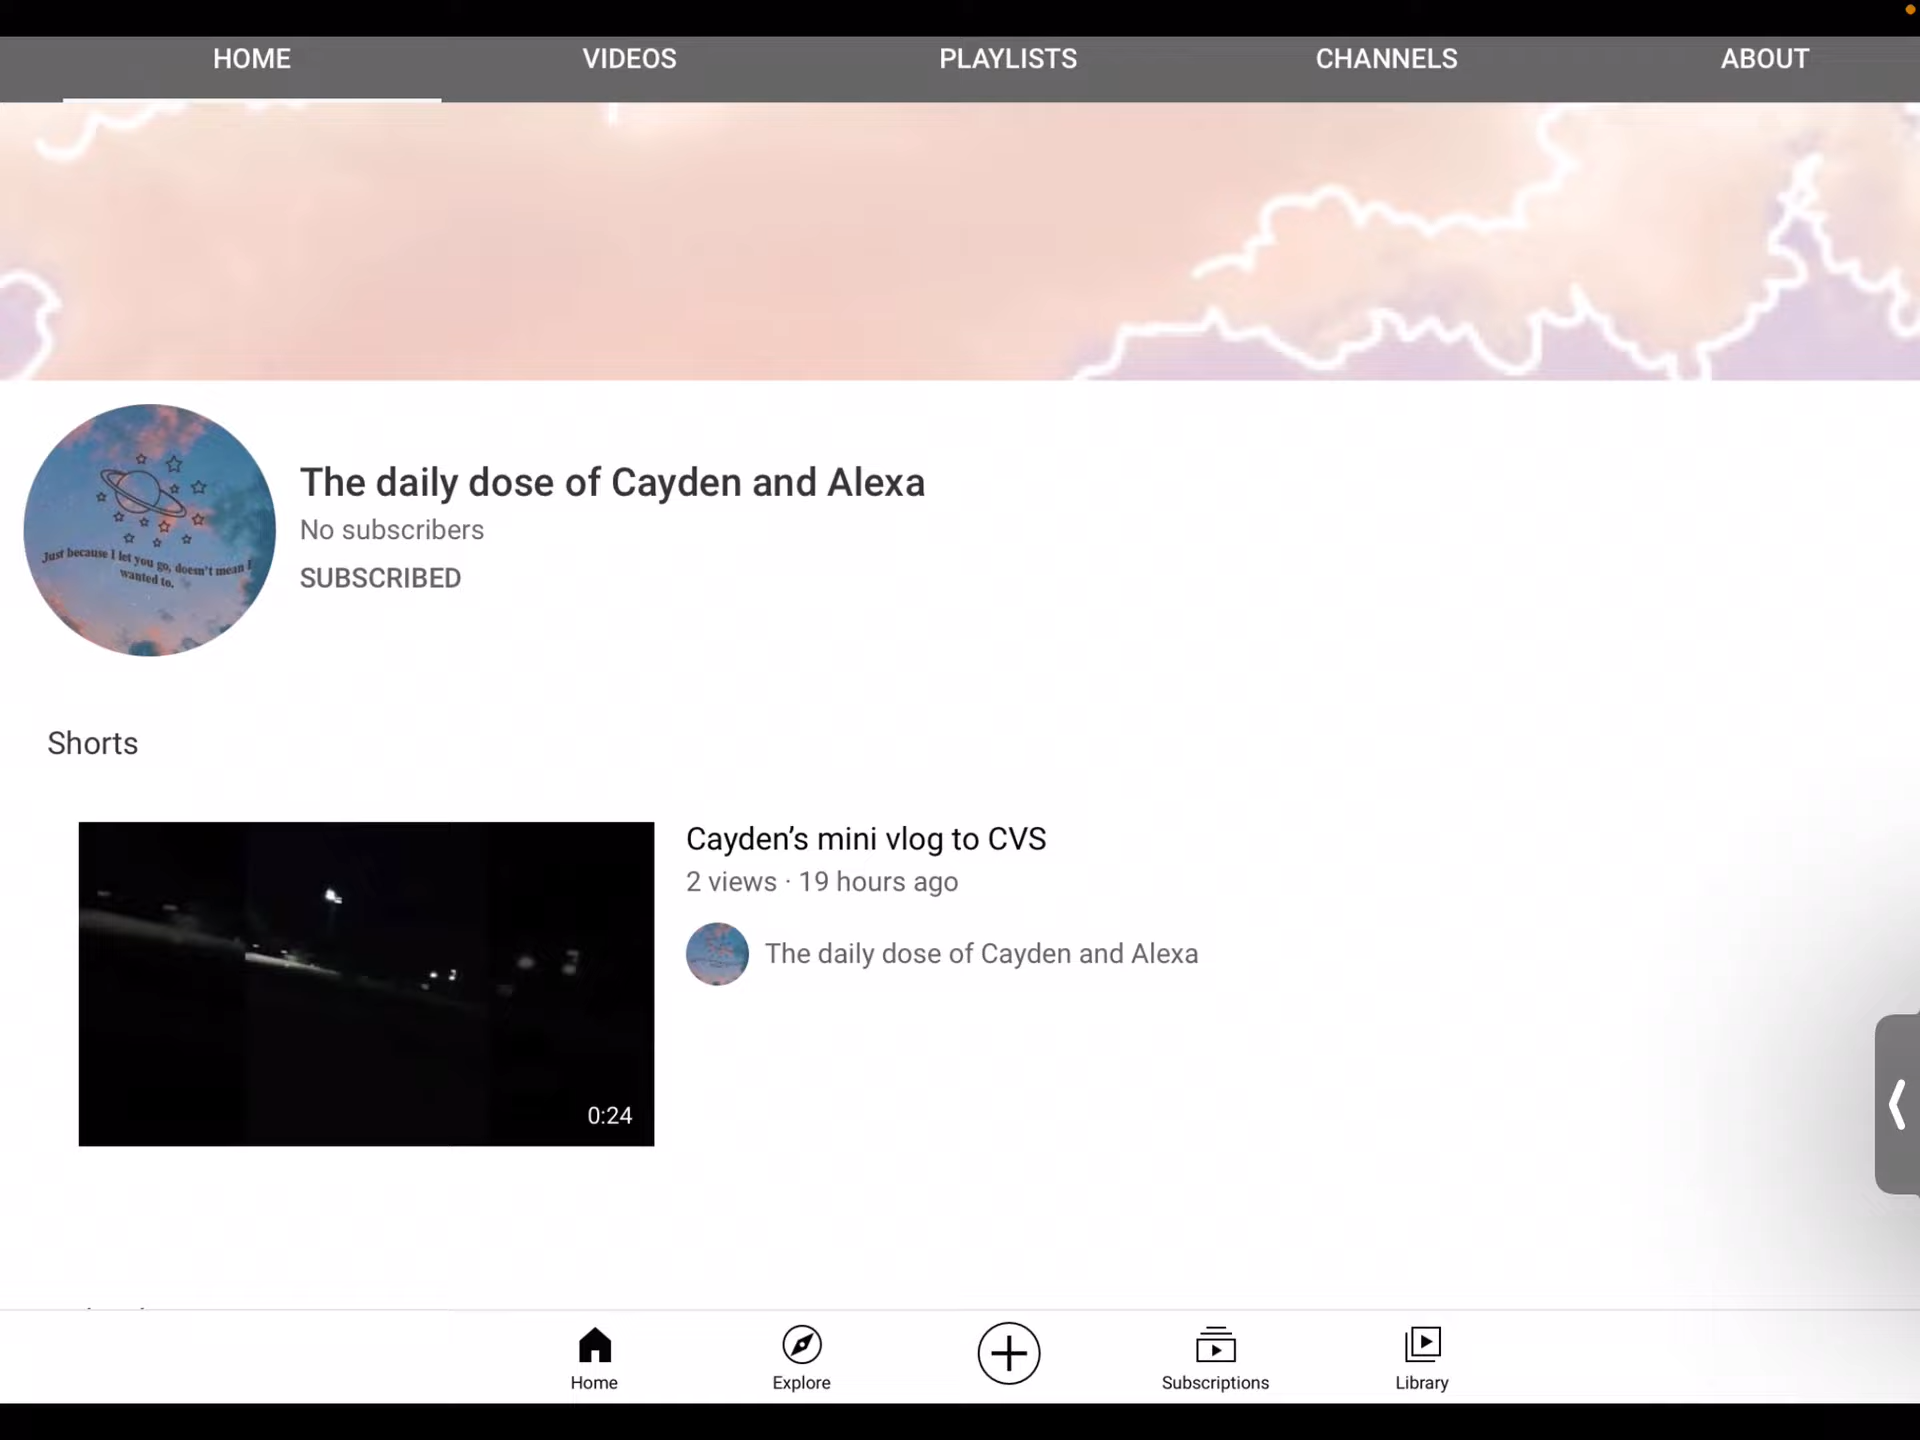 HOME
VIDEOS
PLAYLISTS
CHANNELS
ABOUT
Just because I let you go, doesn't mean I
wanted to.
The daily dose of Cayden and Alexa
No subscribers
SUBSCRIBED
Shorts
Cayden’s mini vlog to CVS
2 views · 19 hours ago
The daily dose of Cayden and Alexa
0:24
Home
Explore
Subscriptions
Library